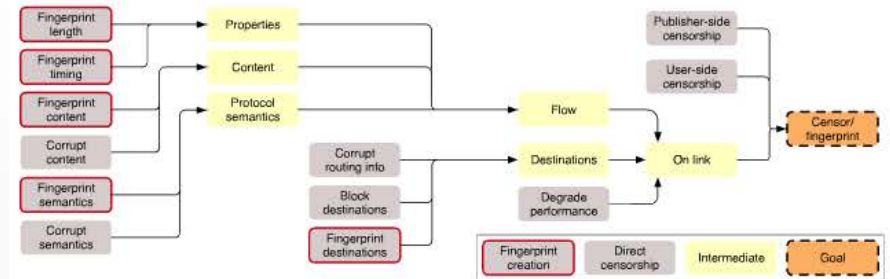 Fingerprint
length
Fingerprint
timing
Fingerprint
content
Corrupt
content
Fingerprint
semantics
Corrupt
semantics
Properties
Content
Protocol
semantics
Corrupt
routing info
Block
destinations
Fingerprint
destinations
Flow
Destinations
Degrade
performance
Publisher-side
censorship
User-side
censorship
On link
Censor/
fingerprint
Fingerprint
creation
Direct
censorship
Intermediate
Goal